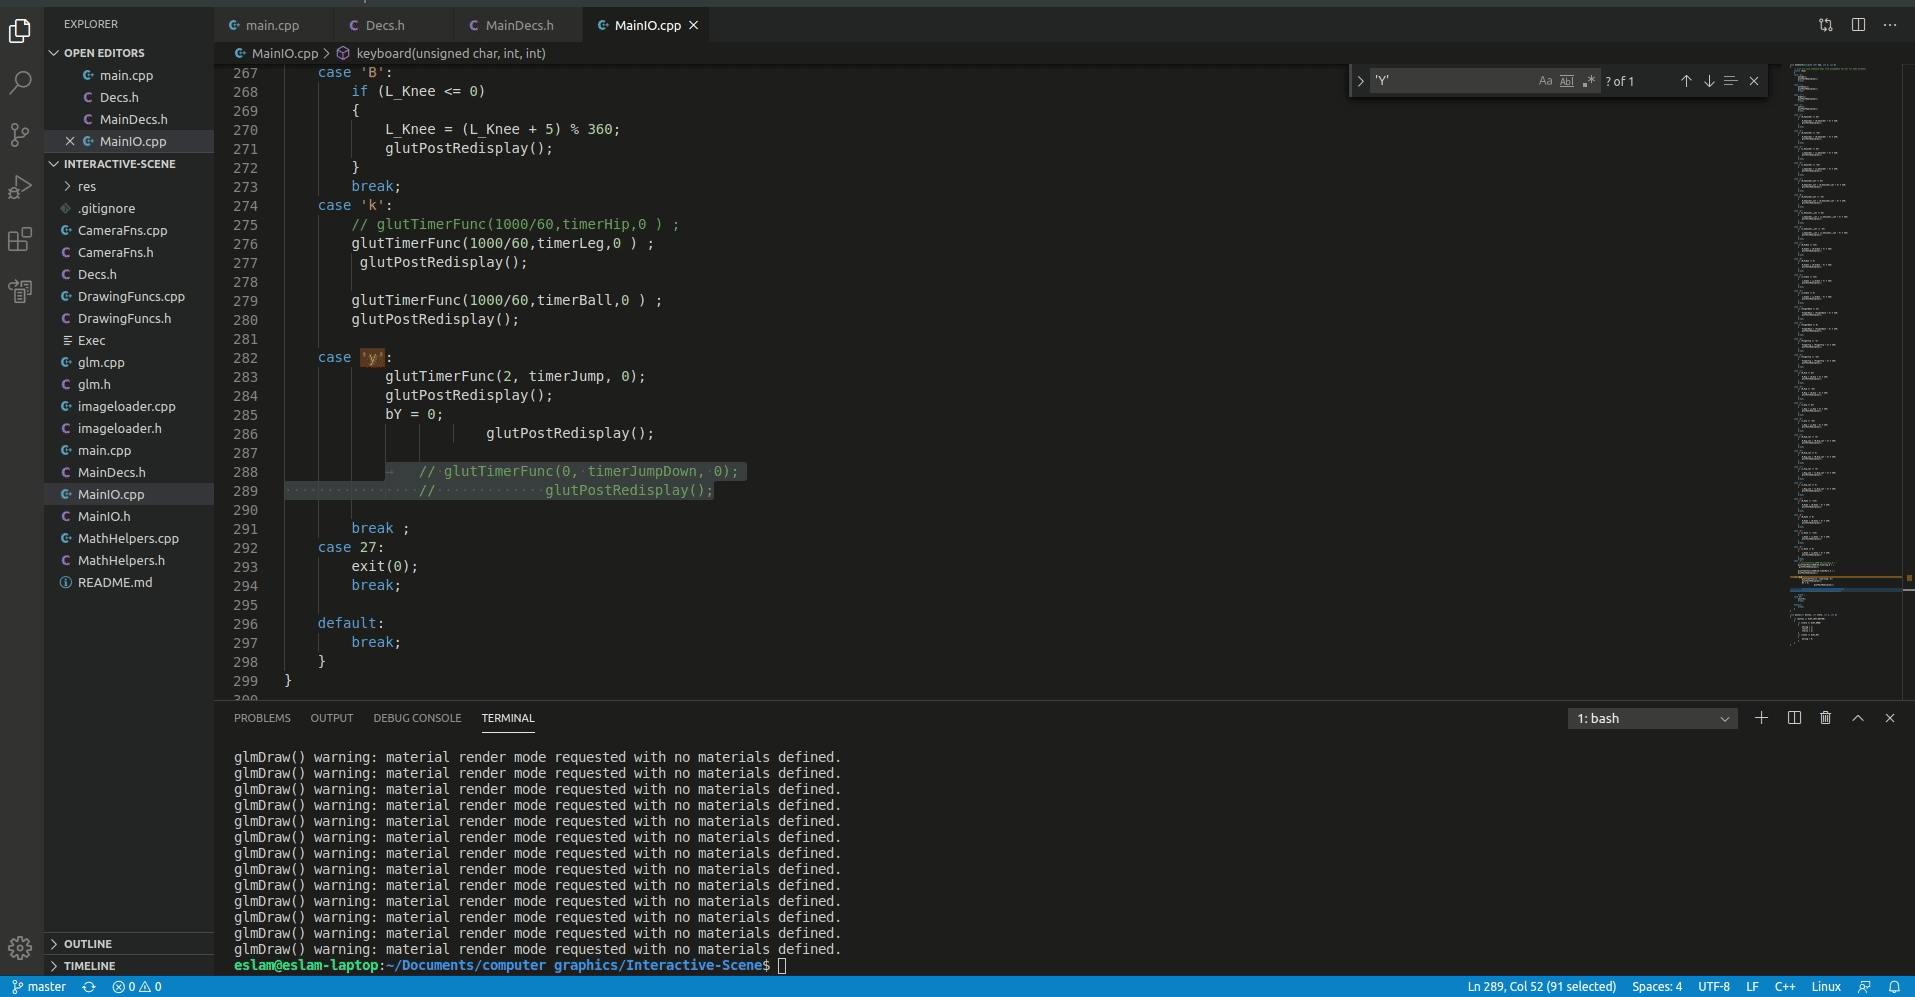 EXPLORER
OPEN EDITORS
main.cpp
Decs.h
MainDecs.h
MainIO.cpp
INTERACTIVE-SCENE
res
.gitignore
CameraFns.cpp
CameraFns.h
Decs.h
DrawingFuncs.cpp
DrawingFuncs.h
Exec
glm.cpp
glm.h
imageloader.cpp
imageloader.h
main.cpp
MainDecs.h
MainIO.cpp
MainIO.h
MathHelpers.cpp
MathHelpers.h
README.md
OUTLINE
TIMELINE
main.cpp Decs.h MainDecs.h MainIO.cpp
MainIO.cpp > keyboard(unsigned char, int, int)
'Y' Aa Abl .* ? of 1
267 case 'B':
268 if (L_Knee <= 0)
269 {
270 L_Knee = (L_Knee + 5) % 360;
271 glutPostRedisplay();
272 }
273 break;
274 case 'k':
275 // glutTimerFunc(1000/60,timerHip,0 ) ;
276 glutTimerFunc(1000/60,timerLeg,0 ) ;
277 glutPostRedisplay();
278
279 glutTimerFunc(1000/60,timerBall,0 ) ;
280 glutPostRedisplay();
281
282 case 'y':
283 glutTimerFunc(2, timerJump, 0);
284 glutPostRedisplay();
285 bY = 0;
286 glutPostRedisplay();
287
288 // glutTimerFunc(0, timerJumpDown, 0);
289 // glutPostRedisplay();
290
291 break ;
292 case 27:
293 exit(0);
294 break;
295
296 default:
297 break;
298 }
299 }
300
PROBLEMS OUTPUT DEBUG CONSOLE TERMINAL 1: bash
glmDraw() warning: material render mode requested with no materials defined.
glmDraw() warning: material render mode requested with no materials defined.
glmDraw() warning: material render mode requested with no materials defined.
glmDraw() warning: material render mode requested with no materials defined.
glmDraw() warning: material render mode requested with no materials defined.
glmDraw() warning: material render mode requested with no materials defined.
glmDraw() warning: material render mode requested with no materials defined.
glmDraw() warning: material render mode requested with no materials defined.
glmDraw() warning: material render mode requested with no materials defined.
glmDraw() warning: material render mode requested with no materials defined.
glmDraw() warning: material render mode requested with no materials defined.
glmDraw() warning: material render mode requested with no materials defined.
glmDraw() warning: material render mode requested with no materials defined.
eslam@eslam-laptop:~/Documents/computer graphics/Interactive-Scene$
master 0 0 Ln 289, Col 52 (91 selected) Spaces: 4 UTF-8 LF C++ Linux